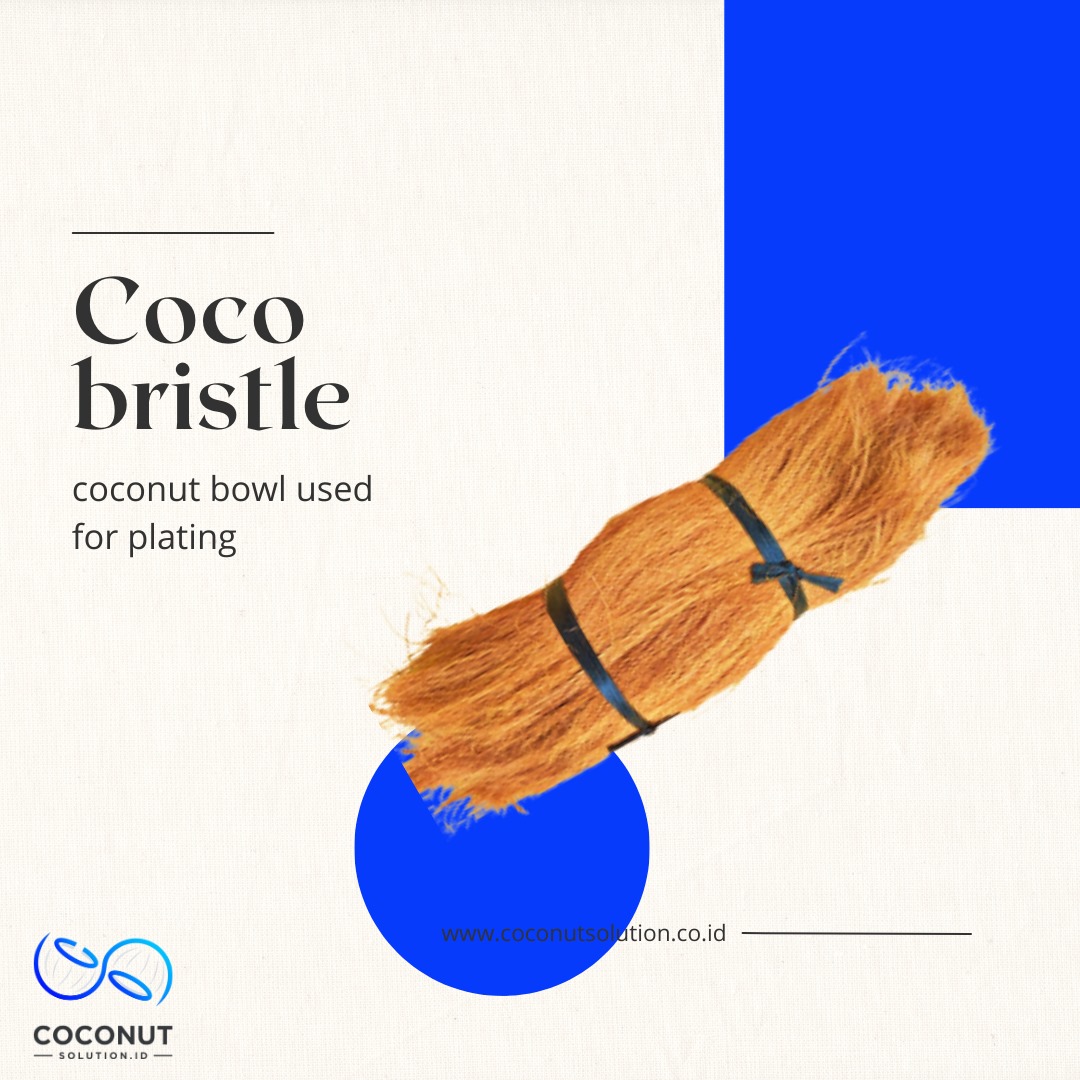 Coco
bristle
coconut bowl used
for plating
www.coconutsolution.co.id
COCONUT
SOLUTION.ID